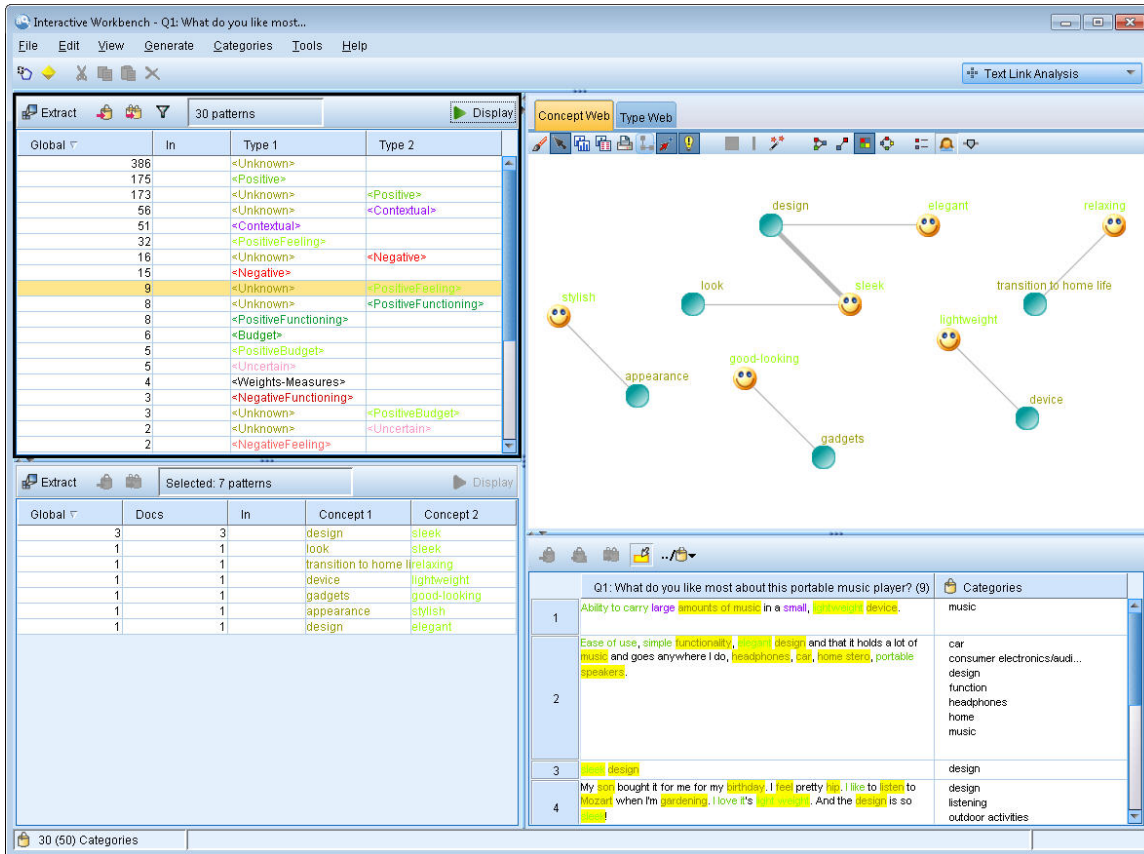 Interactive Workbench - Q1: What do you like most...
File Edit View Generate Categories Tools Help
Text Link Analysis
Extract 30 patterns Display
Global In Type 1 Type 2
386 <Unknown>
175 <Positive>
173 <Unknown> <Positive>
56 <Unknown> <Contextual>
51 <Contextual>
32 <PositiveFeeling>
16 <Unknown> <Negative>
15 <Negative>
9 <Unknown> <PositiveFeeling>
8 <Unknown> <PositiveFunctioning>
8 <PositiveFunctioning>
6 <Budget>
5 <PositiveBudget>
5 <Uncertain>
4 <Weights-Measures>
3 <NegativeFunctioning>
3 <Unknown> <PositiveBudget>
2 <Unknown> <Uncertain>
2 <NegativeFeeling>
Extract Selected: 7 patterns Display
Global Docs In Concept 1 Concept 2
3 3 design sleek
1 1 look sleek
1 1 transition to home li relaxing
1 1 device lightweight
1 1 gadgets good-looking
1 1 appearance stylish
1 1 design elegant
Concept Web Type Web
design elegant relaxing
look sleek transition to home life
stylish lightweight
good-looking
appearance
device
gadgets
../
Q1: What do you like most about this portable music player? (9) Categories
1 Ability to carry large amounts of music in a small, lightweight device. music
2 Ease of use, simple functionality, elegant design and that it holds a lot of
music and goes anywhere I do, headphones, car, home stero, portable
speakers.
car
consumer electronics/audi...
design
function
headphones
home
music
3 sleek design design
4 My son bought it for me for my birthday. I feel pretty hip. I like to listen to
Mozart when I'm gardening. I love it's light weight. And the design is so
sleek!
design
listening
outdoor activities
30 (50) Categories